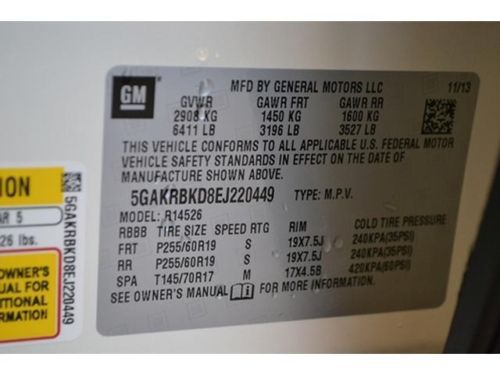 GM
MFD BY GENERAL MOTORS LLC
11/13
GVWR GAWR FRT GAWR RR
2908 KG 1450 KG 1600 KG
6411 LB 3196 LB 3527 LB
THIS VEHICLE CONFORMS TO ALL APPLICABLE U.S. FEDERAL MOTOR
VEHICLE SAFETY STANDARDS IN EFFECT ON THE DATE OF
MANUFACTURE SHOWN ABOVE.
5GAKRBKD8EJ220449 TYPE: M.P.V.
MODEL: R14526
RBBB TIRE SIZE SPEED RTG RIM COLD TIRE PRESSURE
FRT P255/60R19 S 19X7.5J 240KPA(35PSI)
RR P255/60R19 S 19X7.5J 240KPA(35PSI)
SPA T145/70R17 M 17X4.5B 420KPA(60PSI)
SEE OWNER'S MANUAL FOR MORE INFORMATION.
ION
AR 5
26 lbs.
OWNER'S
UAL FOR
ITIONAL
RMATION
5GAKRBKD8EJ220449